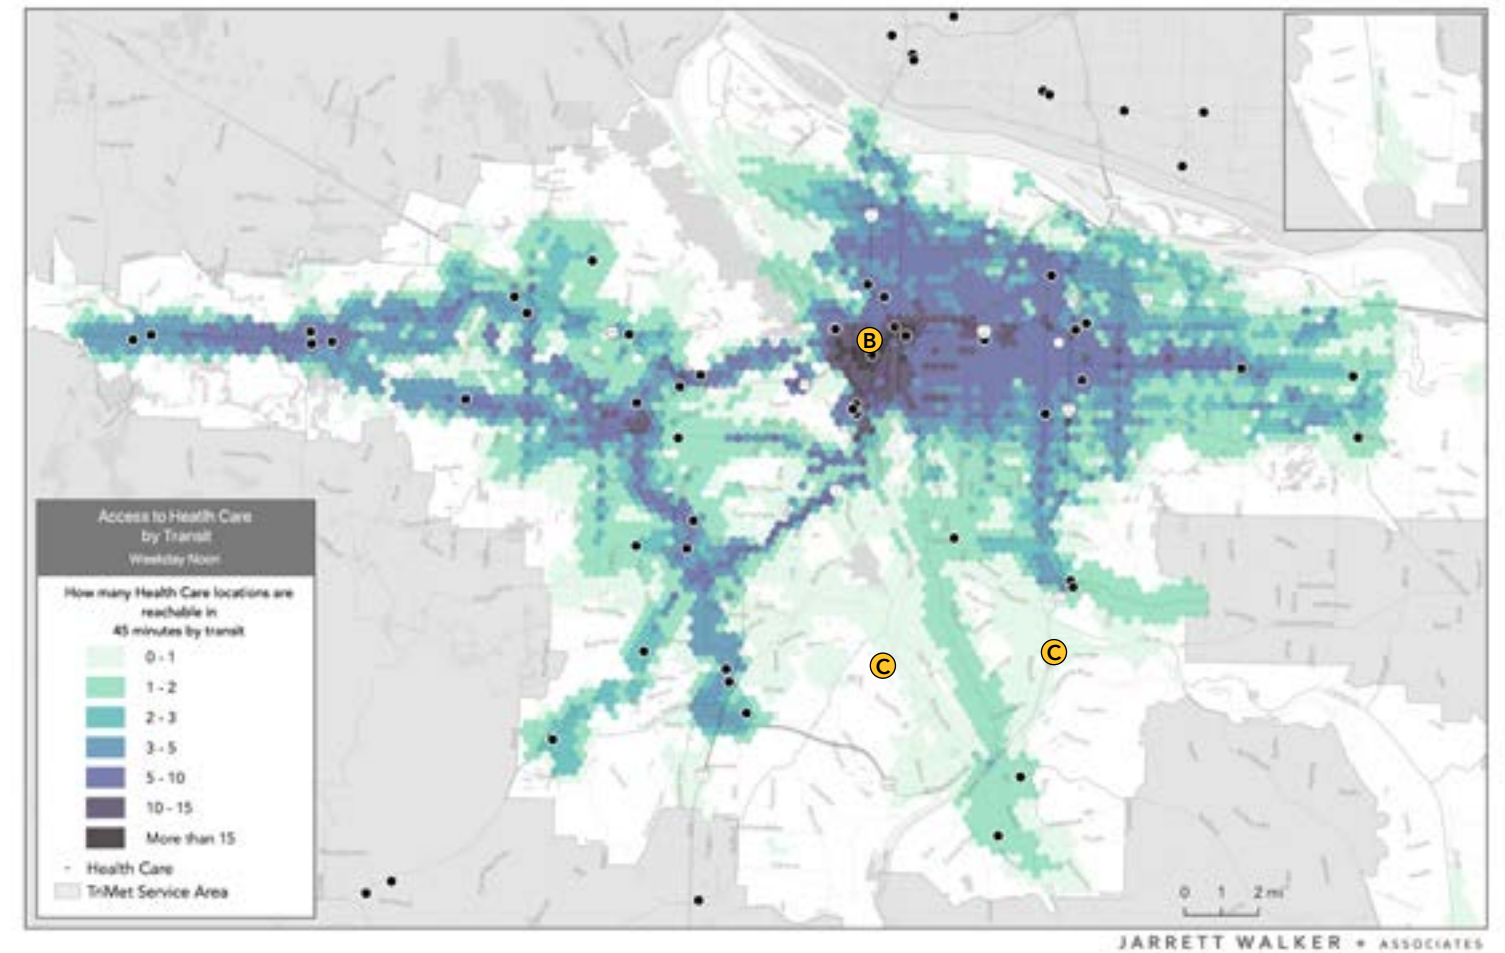 B
C
C
Access to Health Care
by Transit
Weekday Noon
How many Health Care locations are
reachable in
45 minutes by transit
0 - 1
1 - 2
2 - 3
3 - 5
5 - 10
10 - 15
More than 15
Health Care
TriMet Service Area
0 1 2 mi
JARRETT WALKER + ASSOCIATES